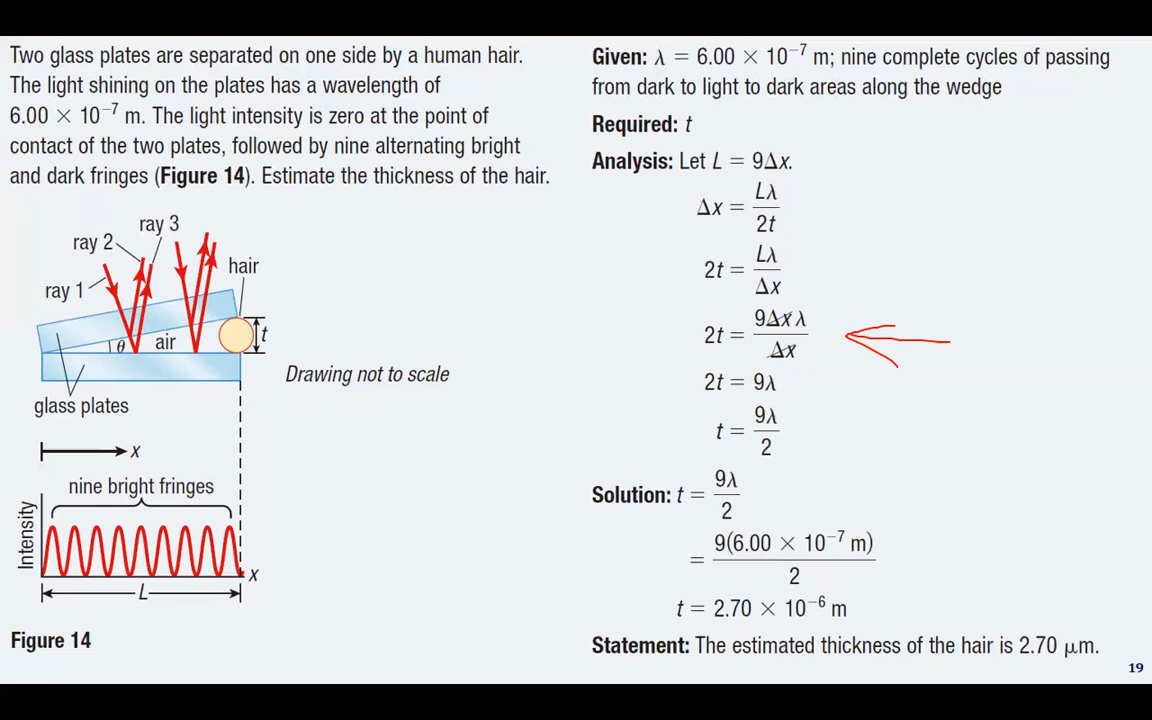 Two glass plates are separated on one side by a human hair.
The light shining on the plates has a wavelength of
6.00 × 10⁻⁷ m. The light intensity is zero at the point of
contact of the two plates, followed by nine alternating bright
and dark fringes (Figure 14). Estimate the thickness of the hair.
ray 3
ray 2
hair
ray 1
t
θ
air
Drawing not to scale
glass plates
x
nine bright fringes
Intensity
x
L
Figure 14
Given: λ = 6.00 × 10⁻⁷ m; nine complete cycles of passing
from dark to light to dark areas along the wedge
Required: t
Analysis: Let L = 9Δx.
Δx = Lλ / 2t
2t = Lλ / Δx
2t = 9Δxλ / Δx
2t = 9λ
t = 9λ / 2
Solution: t = 9λ / 2
= 9(6.00 × 10⁻⁷ m) / 2
t = 2.70 × 10⁻⁶ m
Statement: The estimated thickness of the hair is 2.70 μm.
19